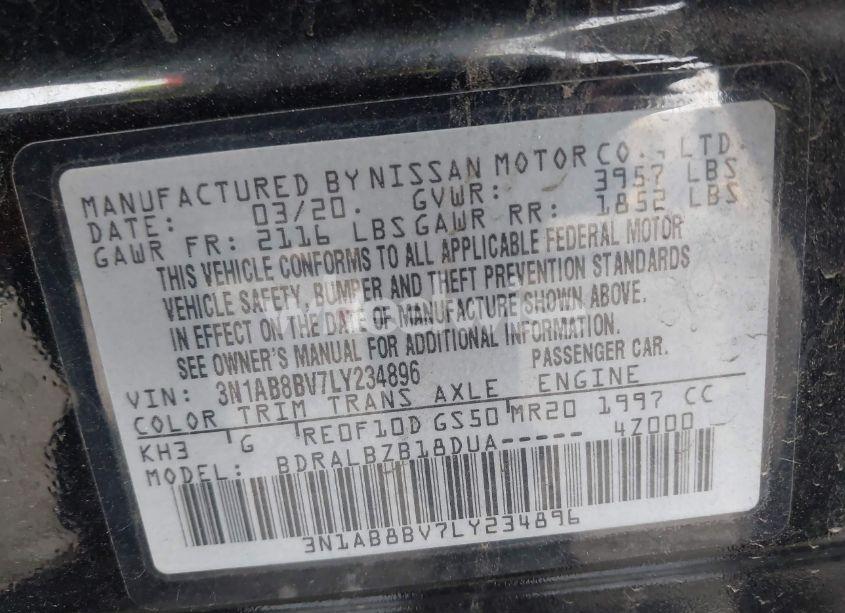 MANUFACTURED BY NISSAN MOTOR CO., LTD.
DATE: 03/20. GVWR: 3957 LBS
GAWR FR: 2116 LBS GAWR RR: 1852 LBS
THIS VEHICLE CONFORMS TO ALL APPLICABLE FEDERAL MOTOR
VEHICLE SAFETY, BUMPER AND THEFT PREVENTION STANDARDS
IN EFFECT ON THE DATE OF MANUFACTURE SHOWN ABOVE.
SEE OWNER'S MANUAL FOR ADDITIONAL INFORMATION.
VIN: 3N1AB8BV7LY234896 PASSENGER CAR.
COLOR TRIM TRANS AXLE ENGINE
KH3 G RE0F10D GS50 MR20 1997 CC
MODEL: BDRALBZB18DUA----- 4Z000
3N1AB8BV7LY234896